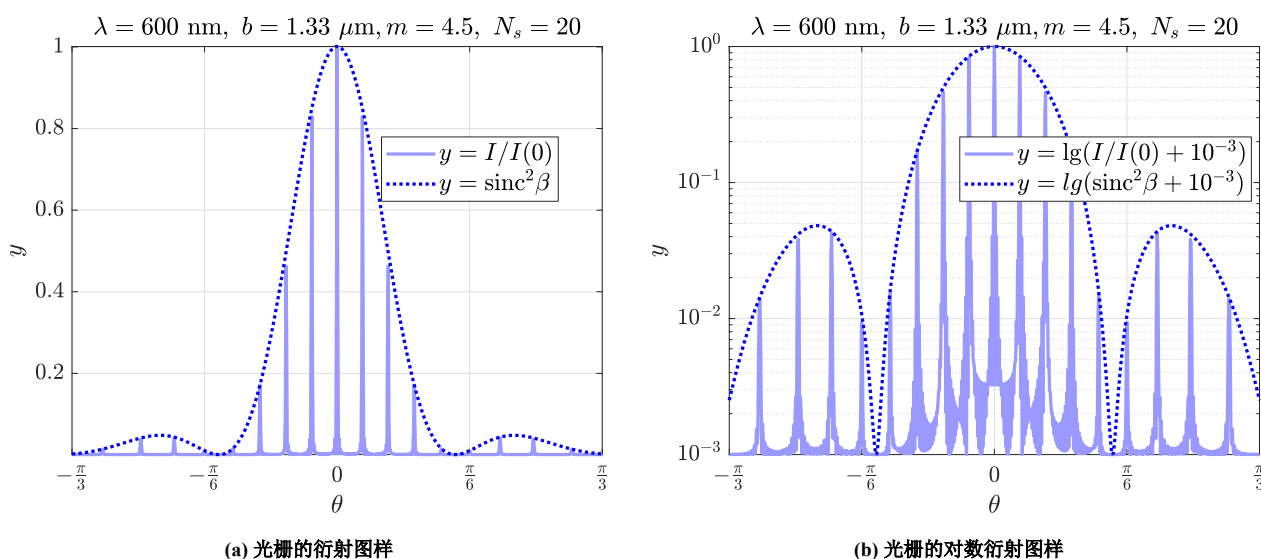 λ = 600 nm, b = 1.33 μm, m = 4.5, N_s = 20
1
0.8
0.6
0.4
0.2
y
y = I/I(0)
y = sinc²β
−π/3
−π/6
0
π/6
π/3
θ
(a) 光栅的衍射图样
λ = 600 nm, b = 1.33 μm, m = 4.5, N_s = 20
10⁰
10⁻¹
10⁻²
10⁻³
y
y = lg(I/I(0) + 10⁻³)
y = lg(sinc²β + 10⁻³)
−π/3
−π/6
0
π/6
π/3
θ
(b) 光栅的对数衍射图样